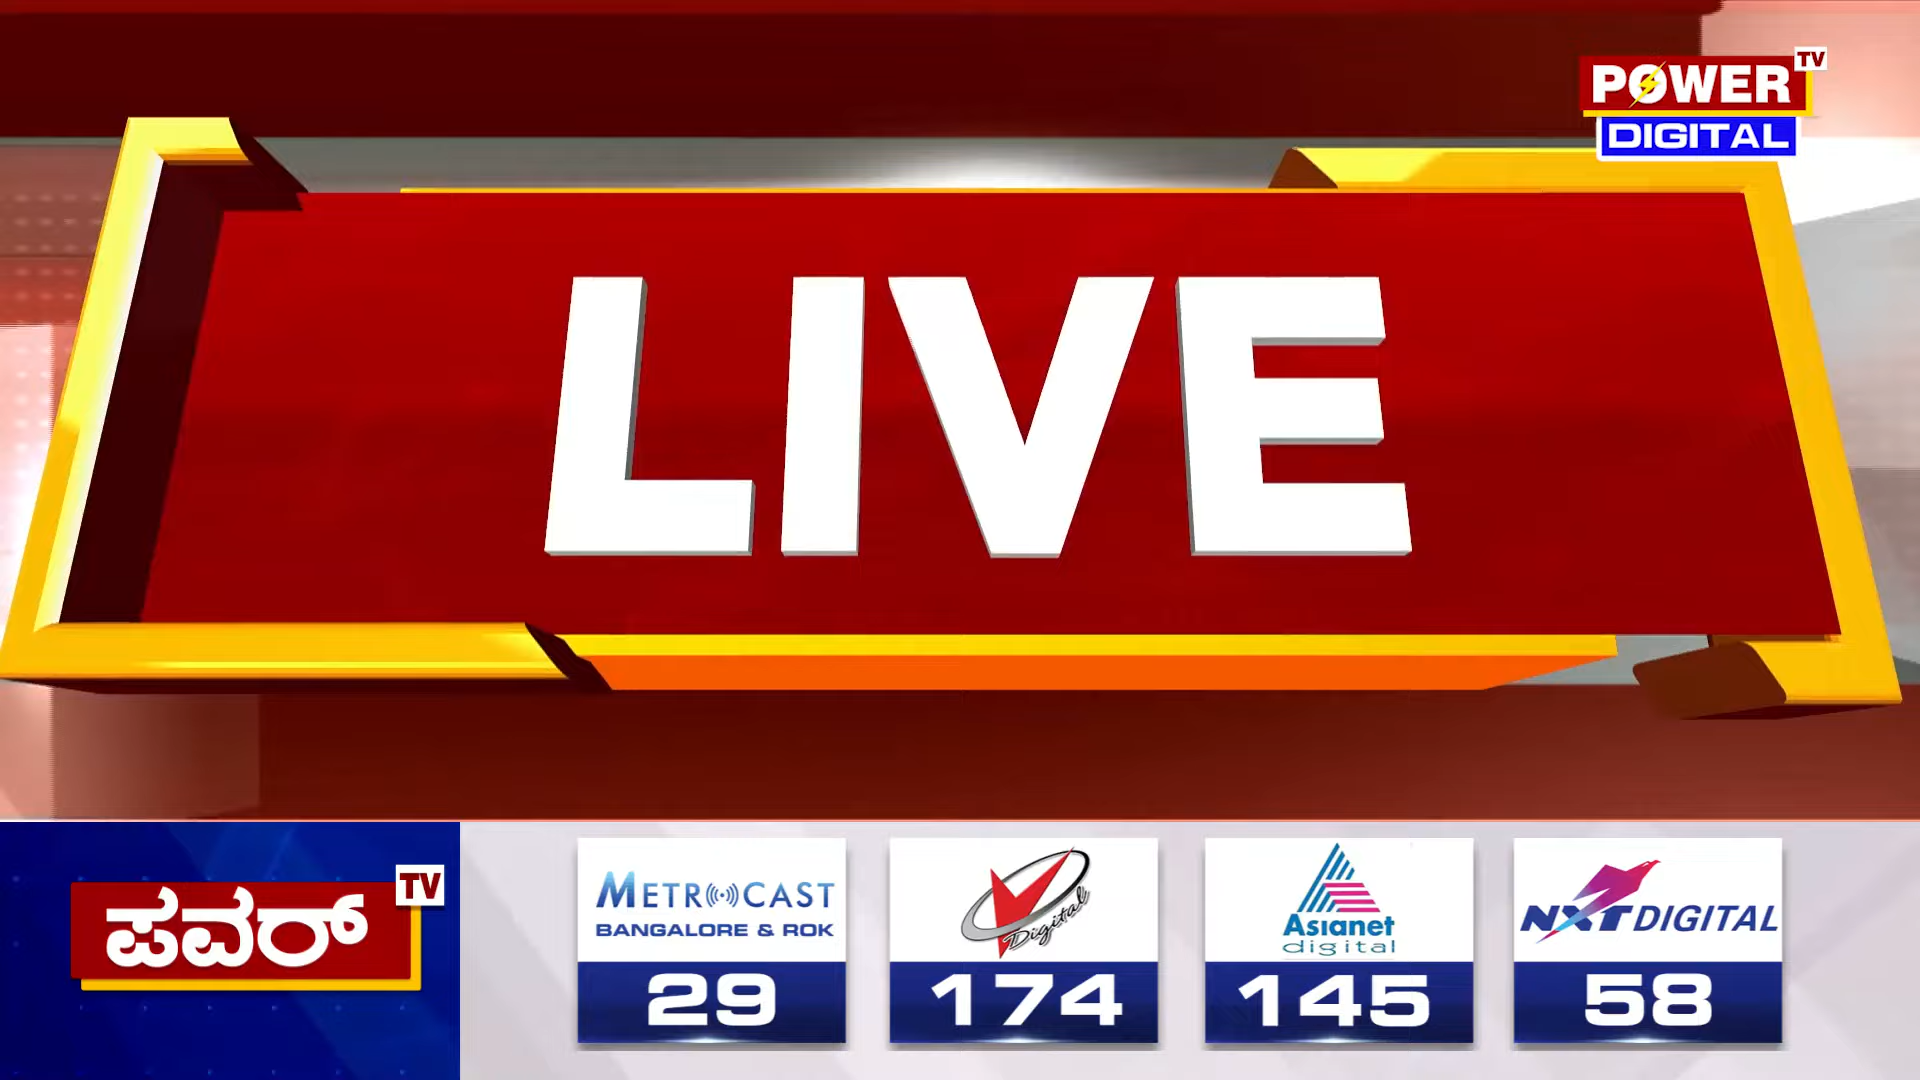 POWER TV
DIGITAL
LIVE
ಪವರ್ TV
METROCAST
BANGALORE & ROK
29
Digital
174
Asianet
digital
145
NXTDIGITAL
58